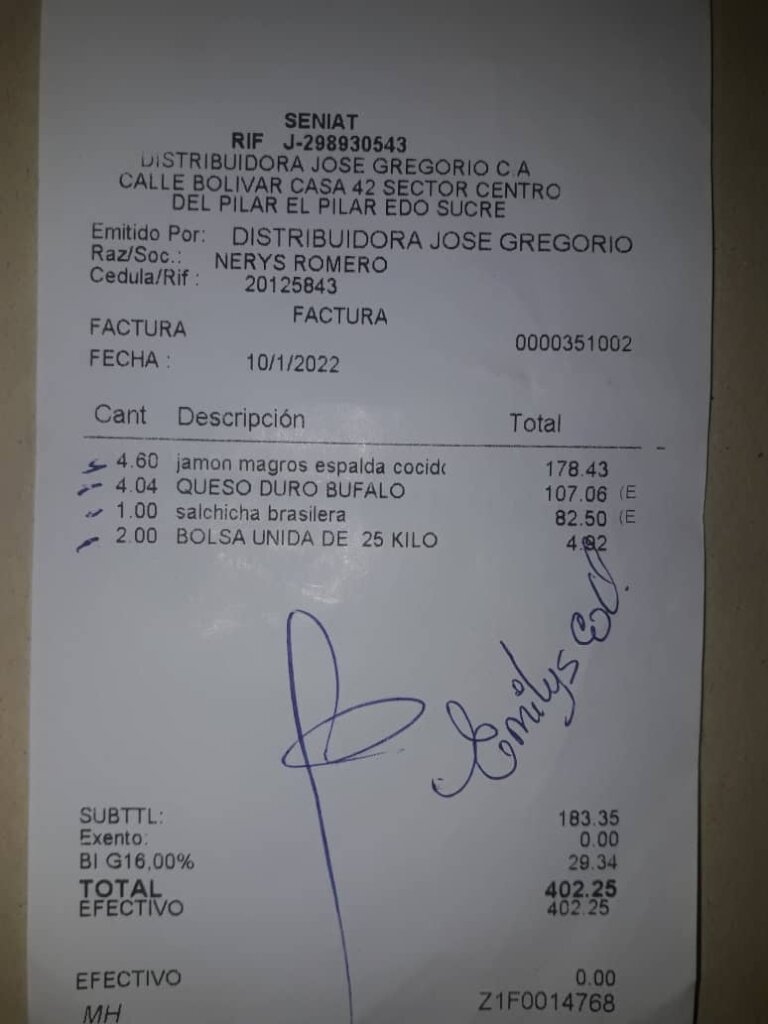 SENIAT
RIF J-298930543
DISTRIBUIDORA JOSE GREGORIO C.A
CALLE BOLIVAR CASA 42 SECTOR CENTRO
DEL PILAR EL PILAR EDO SUCRE
Emitido Por: DISTRIBUIDORA JOSE GREGORIO
Raz/Soc.: NERYS ROMERO
Cedula/Rif : 20125843
FACTURA
FACTURA 0000351002
FECHA : 10/1/2022
Cant Descripción Total
4.60 jamon magros espalda cocido 178.43
4.04 QUESO DURO BUFALO 107.06 (E
1.00 salchicha brasilera 82.50 (E
2.00 BOLSA UNIDA DE 25 KILO 4.92
Emilys
SUBTTL: 183.35
Exento: 0.00
BI G16,00% 29.34
TOTAL 402.25
EFECTIVO 402.25
EFECTIVO 0.00
MH Z1F0014768